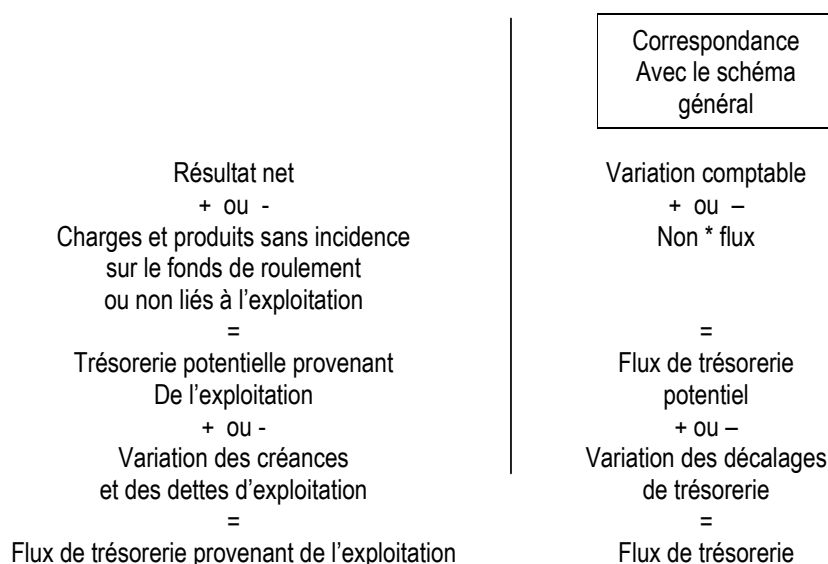 Correspondance
Avec le schéma
général
Résultat net
+ ou -
Charges et produits sans incidence
sur le fonds de roulement
ou non liés à l'exploitation
=
Trésorerie potentielle provenant
De l'exploitation
+ ou -
Variation des créances
et des dettes d'exploitation
=
Flux de trésorerie provenant de l'exploitation
Variation comptable
+ ou –
Non * flux
=
Flux de trésorerie
potentiel
+ ou –
Variation des décalages
de trésorerie
=
Flux de trésorerie